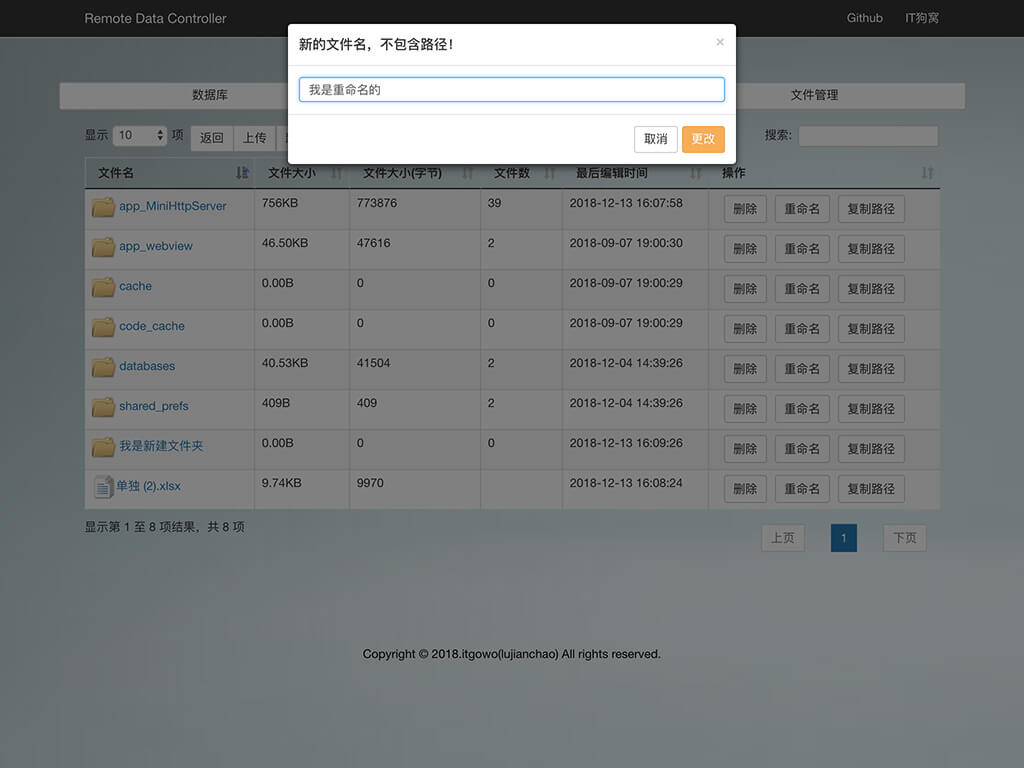 Remote Data Controller Github IT狗窝
新的文件名，不包含路径！ ×
我是重命名的
取消 更改
数据库 文件管理
显示 10 项 返回 上传 搜索:
文件名 文件大小 文件大小(字节) 文件数 最后编辑时间 操作
app_MiniHttpServer 756KB 773876 39 2018-12-13 16:07:58 删除 重命名 复制路径
app_webview 46.50KB 47616 2 2018-09-07 19:00:30 删除 重命名 复制路径
cache 0.00B 0 0 2018-09-07 19:00:29 删除 重命名 复制路径
code_cache 0.00B 0 0 2018-09-07 19:00:29 删除 重命名 复制路径
databases 40.53KB 41504 2 2018-12-04 14:39:26 删除 重命名 复制路径
shared_prefs 409B 409 2 2018-12-04 14:39:26 删除 重命名 复制路径
我是新建文件夹 0.00B 0 0 2018-12-13 16:09:26 删除 重命名 复制路径
单独 (2).xlsx 9.74KB 9970 2018-12-13 16:08:24 删除 重命名 复制路径
显示第 1 至 8 项结果，共 8 项 上页 1 下页
Copyright © 2018.itgowo(lujianchao) All rights reserved.